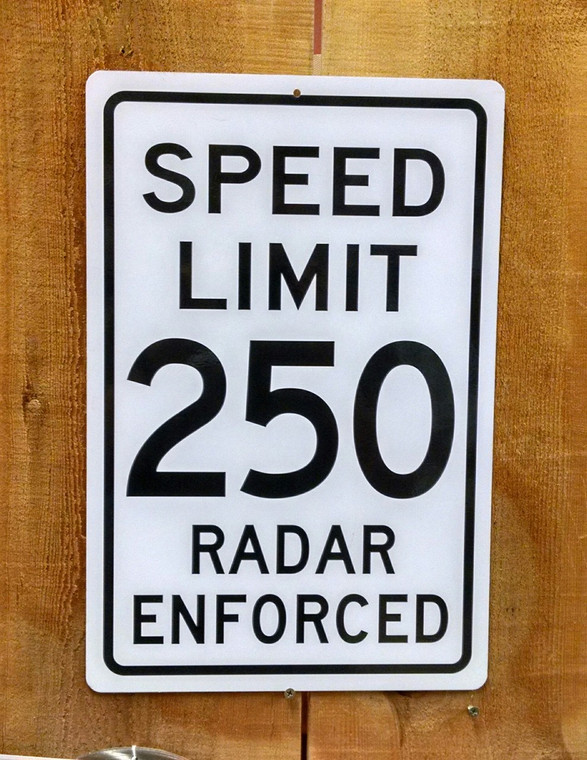 SPEED
LIMIT
250
RADAR
ENFORCED